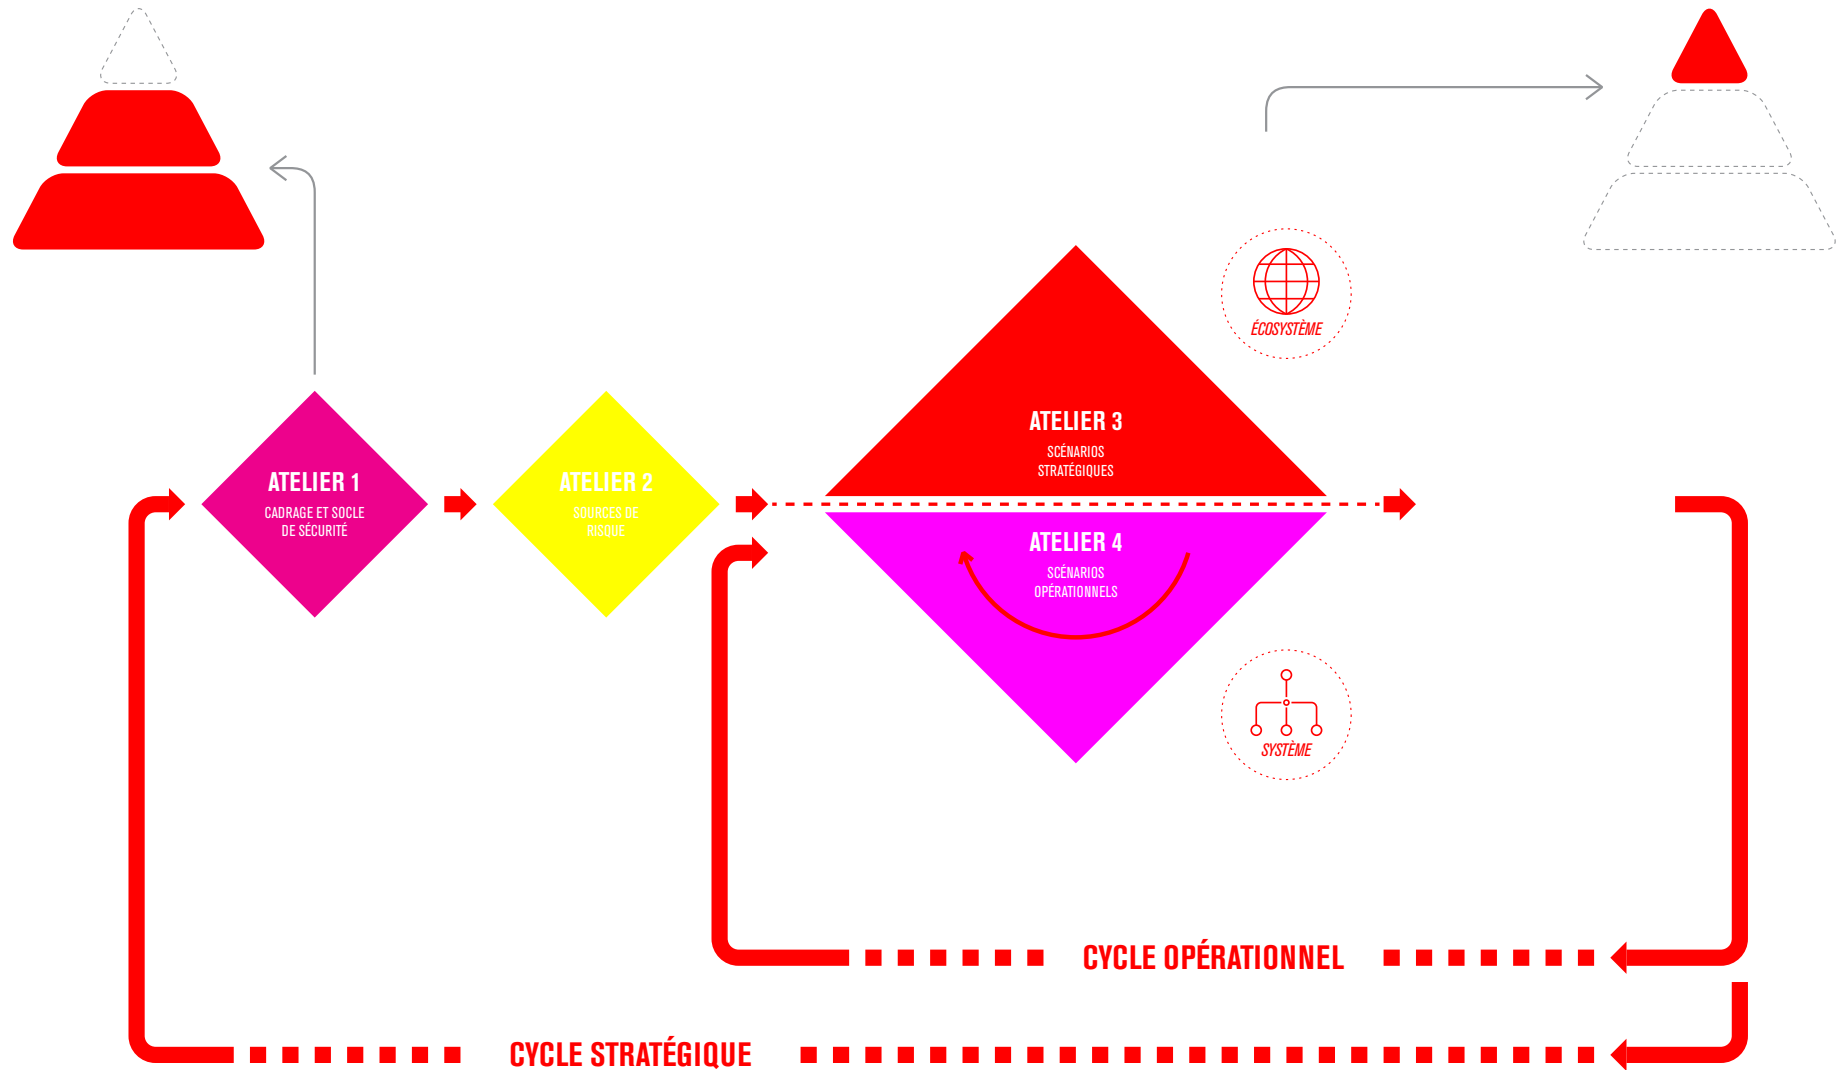 ÉCOSYSTÈME
ATELIER 3
SCÉNARIOS
STRATÉGIQUES
ATELIER 1
CADRAGE ET SOCLE
DE SÉCURITÉ
ATELIER 2
SOURCES DE
RISQUE
ATELIER 4
SCÉNARIOS
OPÉRATIONNELS
SYSTÈME
CYCLE OPÉRATIONNEL
CYCLE STRATÉGIQUE